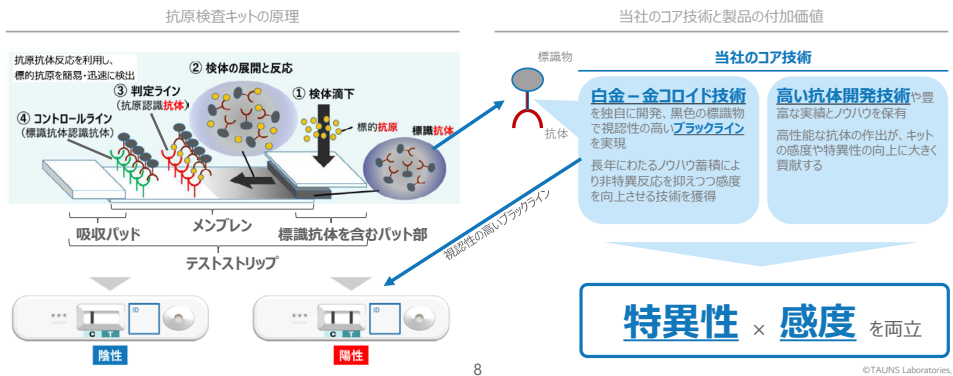 抗原検査キットの原理
抗原抗体反応を利用し、
標的抗原を簡易・迅速に検出
② 検体の展開と反応
③ 判定ライン
(抗原認識抗体)
① 検体滴下
④ コントロールライン
(標識抗体認識抗体)
標的抗原
標識抗体
吸収パッド
メンブレン
標識抗体を含むパット部
テストストリップ
ID
C T
陰性
ID
C T
陽性
視認性の高いブラックライン
当社のコア技術と製品の付加価値
標識物
抗体
当社のコア技術
白金－金コロイド技術
を独自に開発、黒色の標識物
で視認性の高いブラックライン
を実現
長年にわたるノウハウ蓄積によ
り非特異反応を抑えつつ感度
を向上させる技術を獲得
高い抗体開発技術や豊
富な実績とノウハウを保有
高性能な抗体の作出が、キット
の感度や特異性の向上に大きく
貢献する
特異性 × 感度 を両立
8
©TAUNS Laboratories,